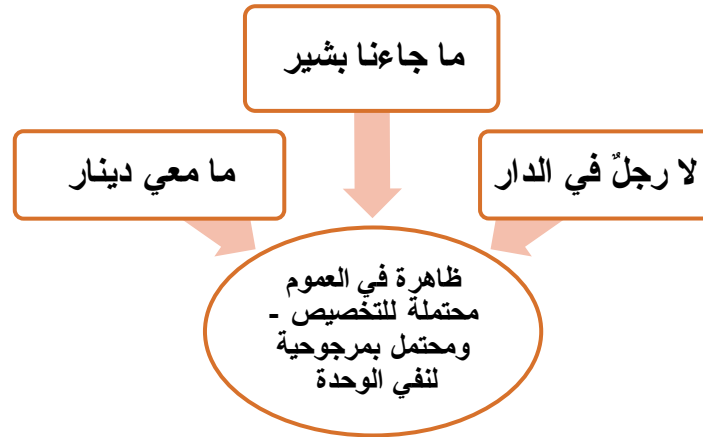 ما جاءنا بشير
لا رجلٌ في الدار
ما معي دينار
ظاهرة في العموم
محتملة للتخصيص -
ومحتمل بمرجوحية
لنفي الوحدة